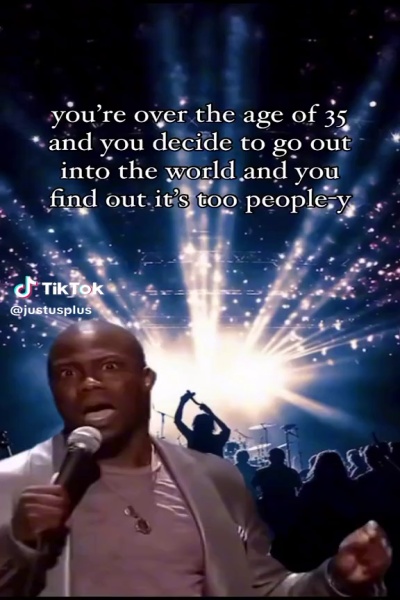 you're over the age of 35
and you decide to go out
into the world and you
find out it's too people-y
TikTok
@justusplus